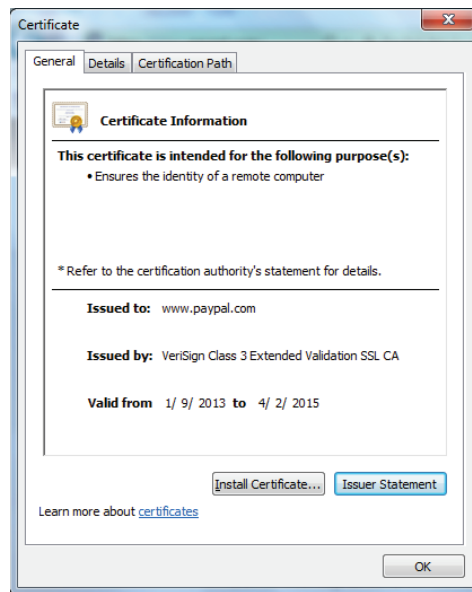 Certificate
General Details Certification Path
Certificate Information
This certificate is intended for the following purpose(s):
• Ensures the identity of a remote computer
* Refer to the certification authority's statement for details.
Issued to: www.paypal.com
Issued by: VeriSign Class 3 Extended Validation SSL CA
Valid from 1/ 9/ 2013 to 4/ 2/ 2015
Install Certificate... Issuer Statement
Learn more about certificates
OK